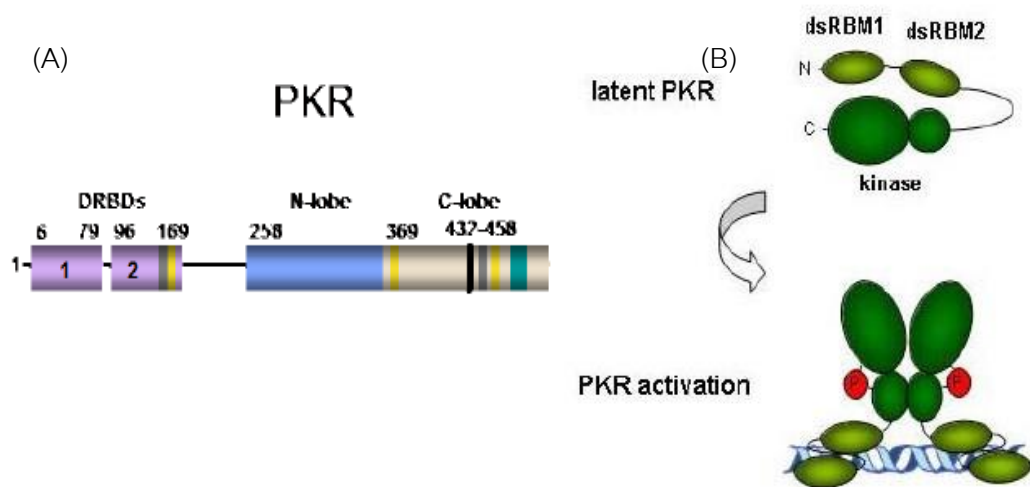 (A)
PKR
DRBDs
N-lobe
C-lobe
6 79 96 169 258 369 432-458
1 1 2
(B)
dsRBM1 dsRBM2
latent PKR
N
C
kinase
PKR activation
P P